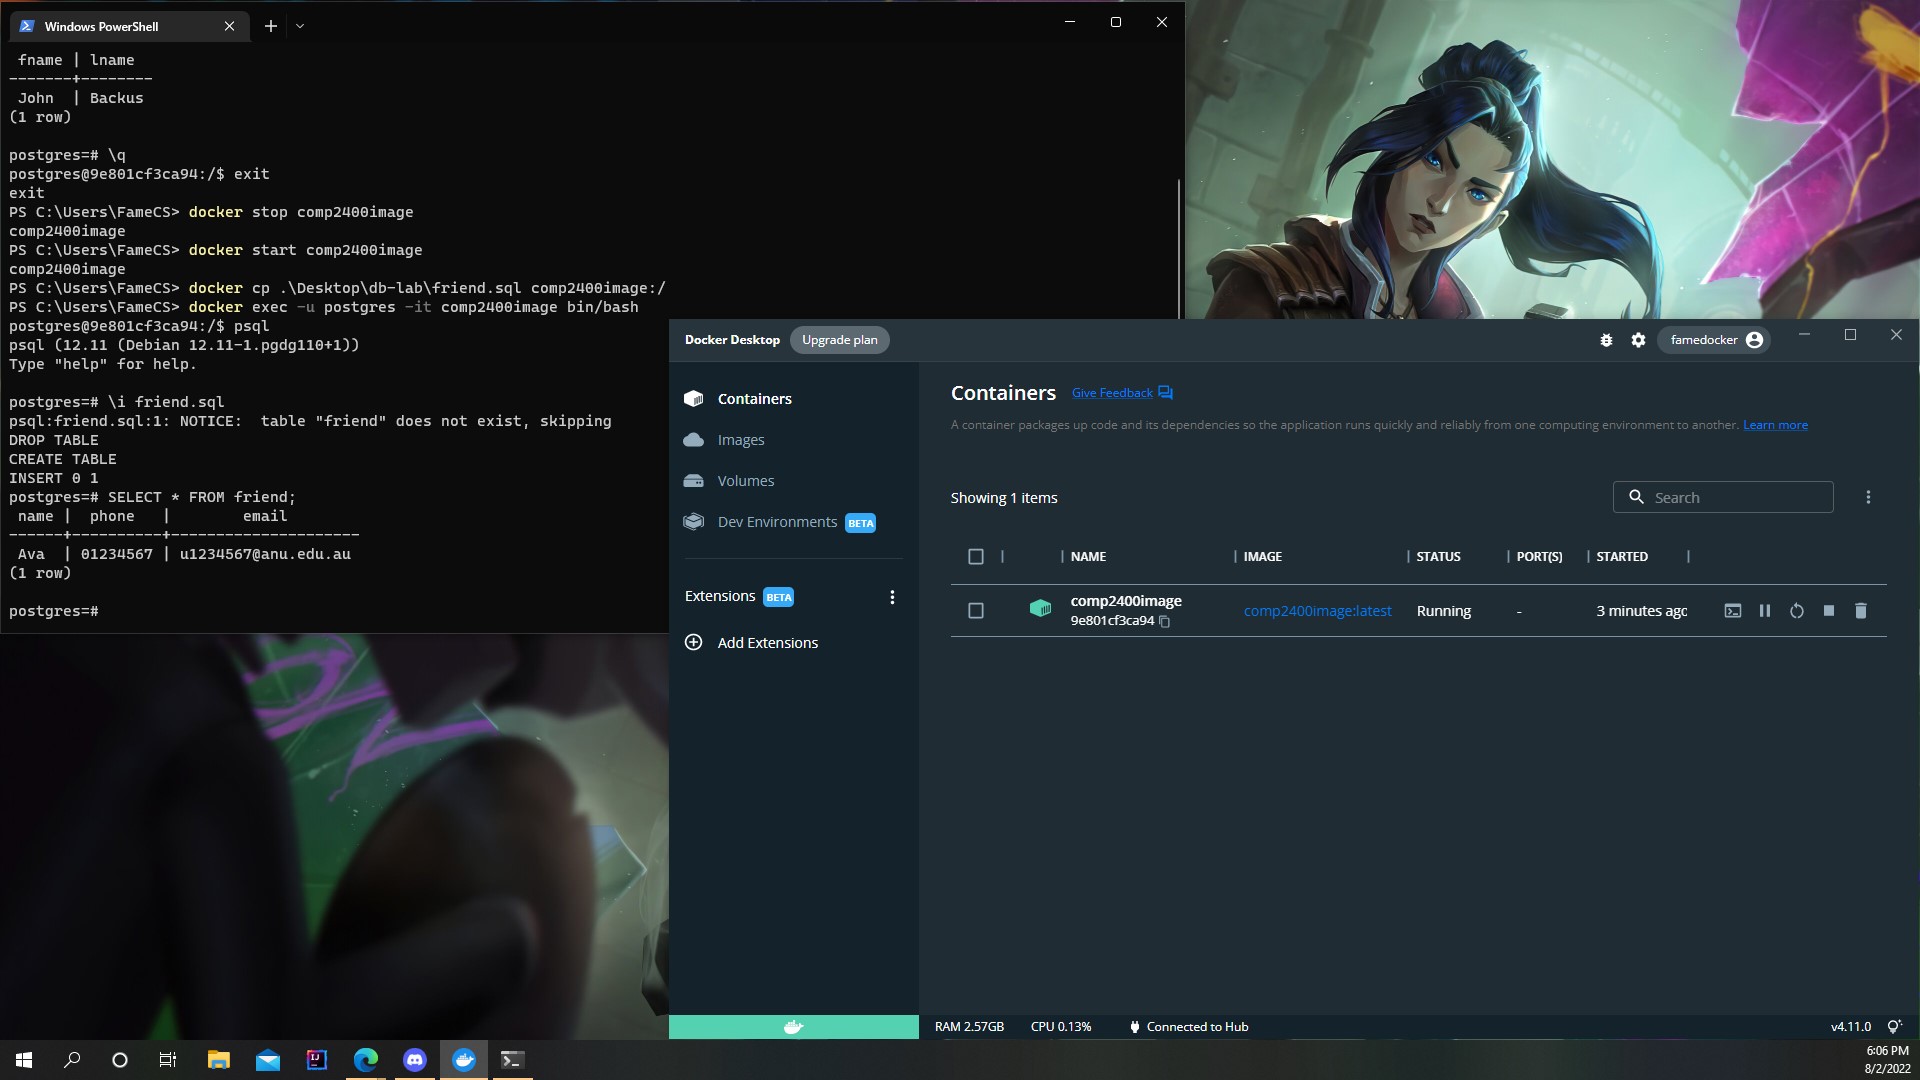 Windows PowerShell
fname | lname
-------+--------
John | Backus
(1 row)
postgres=# \q
postgres@9e801cf3ca94:/$ exit
exit
PS C:\Users\FameCS> docker stop comp2400image
comp2400image
PS C:\Users\FameCS> docker start comp2400image
comp2400image
PS C:\Users\FameCS> docker cp .\Desktop\db-lab\friend.sql comp2400image:/
PS C:\Users\FameCS> docker exec -u postgres -it comp2400image bin/bash
postgres@9e801cf3ca94:/$ psql
psql (12.11 (Debian 12.11-1.pgdg110+1))
Type "help" for help.
postgres=# \i friend.sql
psql:friend.sql:1: NOTICE:  table "friend" does not exist, skipping
DROP TABLE
CREATE TABLE
INSERT 0 1
postgres=# SELECT * FROM friend;
name | phone | email
------+----------+---------------------
Ava | 01234567 | u1234567@anu.edu.au
(1 row)
postgres=#
Docker Desktop
Upgrade plan
famedocker
Containers
Images
Volumes
Dev Environments BETA
Extensions BETA
Add Extensions
Containers Give Feedback
A container packages up code and its dependencies so the application runs quickly and reliably from one computing environment to another. Learn more
Showing 1 items
Search
NAME IMAGE STATUS PORT(S) STARTED
comp2400image comp2400image:latest Running - 3 minutes agc
9e801cf3ca94
RAM 2.57GB CPU 0.13% Connected to Hub
v4.11.0
6:06 PM
8/2/2022